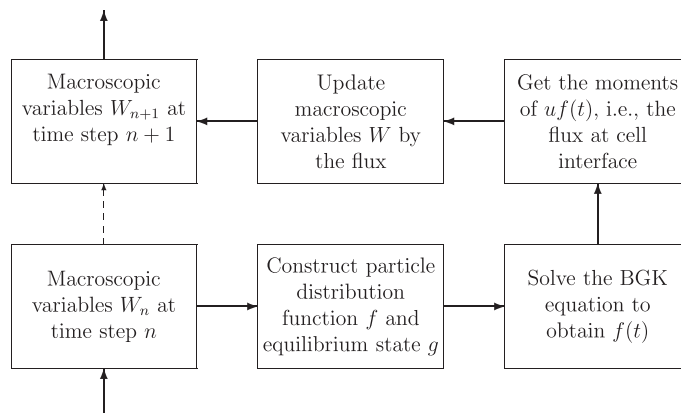 Macroscopic
variables $W_{n+1}$ at
time step $n+1$
Update
macroscopic
variables $W$ by
the flux
Get the moments
of $uf(t)$, i.e., the
flux at cell
interface
Macroscopic
variables $W_n$ at
time step $n$
Construct particle
distribution
function $f$ and
equilibrium state $g$
Solve the BGK
equation to
obtain $f(t)$